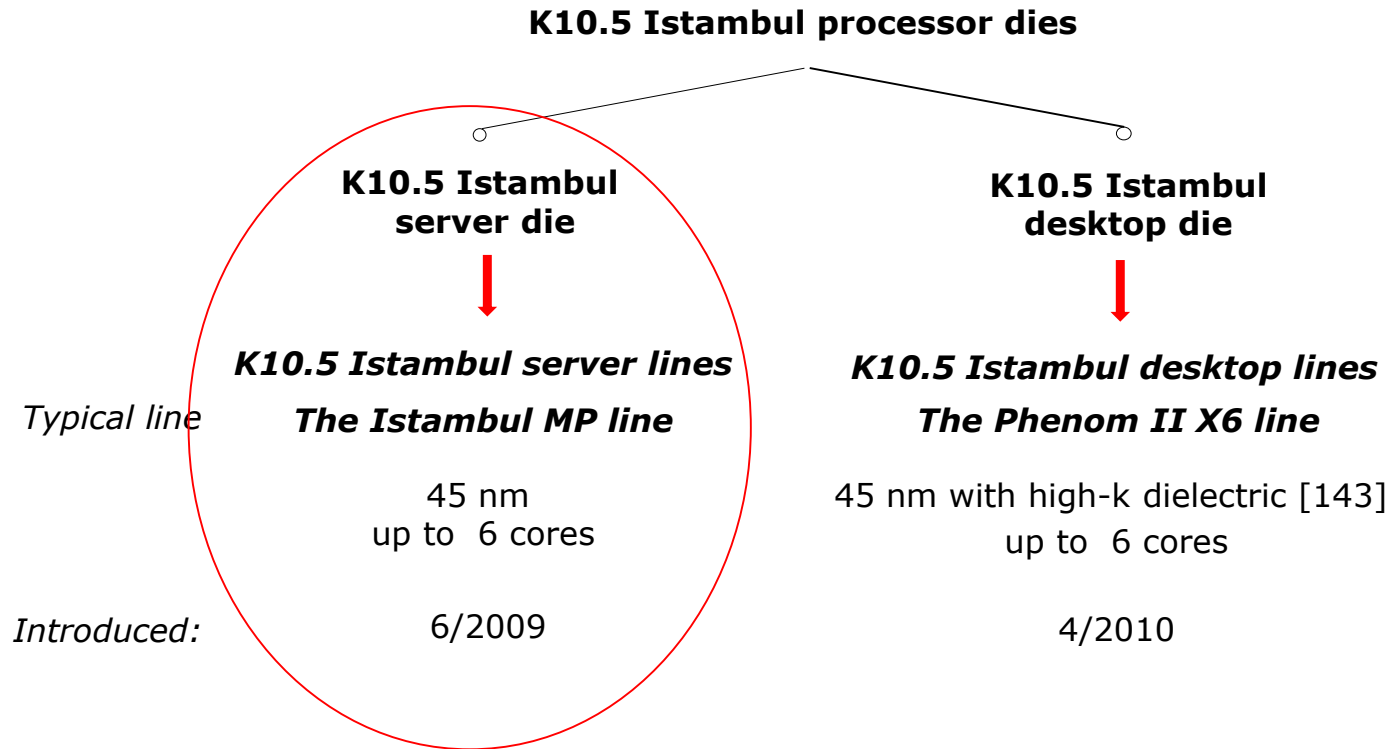 K10.5 Istambul processor dies
K10.5 Istambul
server die
K10.5 Istambul
desktop die
K10.5 Istambul server lines
K10.5 Istambul desktop lines
Typical line
The Istambul MP line
The Phenom II X6 line
45 nm
up to 6 cores
45 nm with high-k dielectric [143]
up to 6 cores
Introduced:
6/2009
4/2010